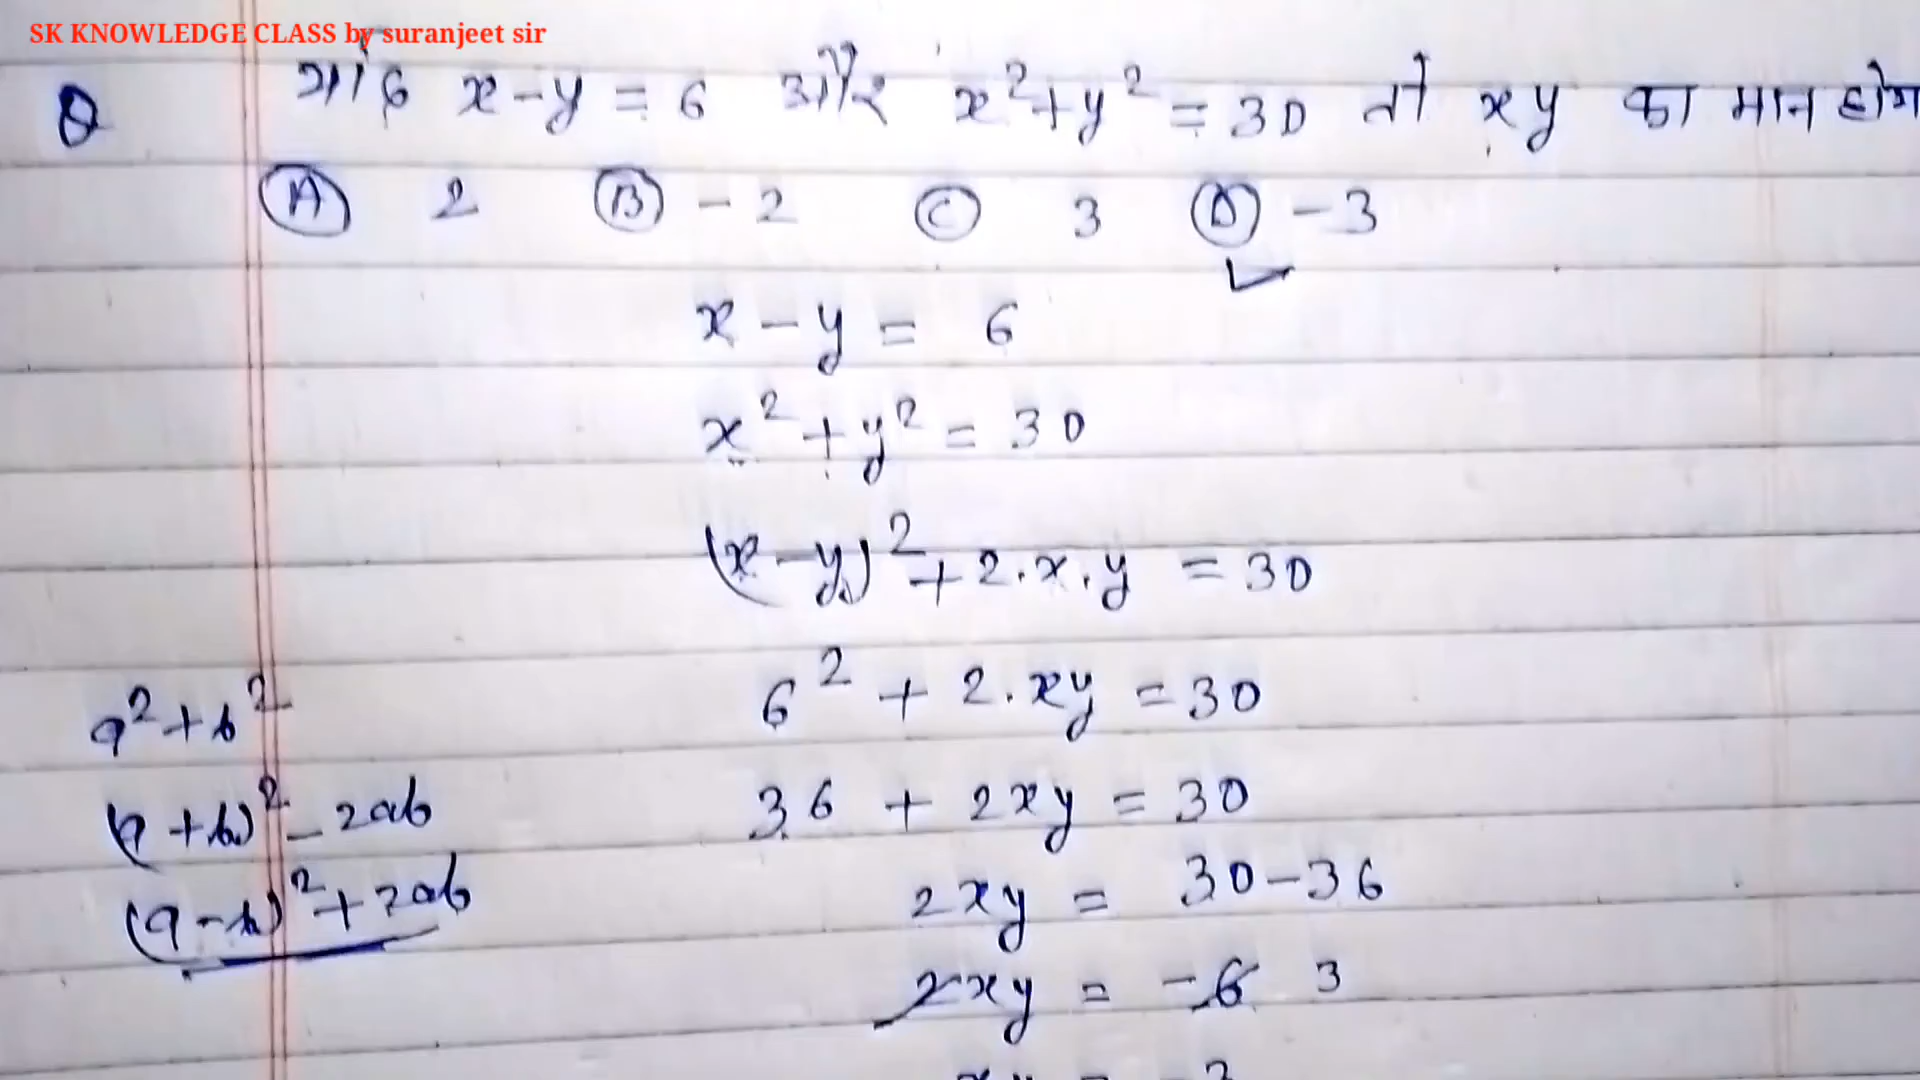 SK KNOWLEDGE CLASS by suranjeet sir
Q यदि x-y = 6 और x²+y² = 30 तो xy का मान होगा
(A) 2 (B) -2 (C) 3 (D) -3
x - y = 6
x² + y² = 30
(x-y)² + 2.x.y = 30
6² + 2.xy = 30
36 + 2xy = 30
2xy = 30-36
2xy = -6 3
a²+b²
(a+b)² - 2ab
(a-b)² + 2ab